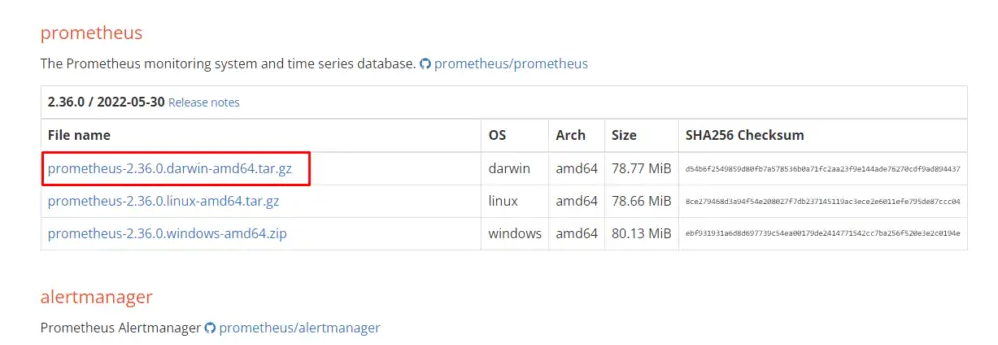 prometheus
The Prometheus monitoring system and time series database. prometheus/prometheus
2.36.0 / 2022-05-30 Release notes
File name OS Arch Size SHA256 Checksum
prometheus-2.36.0.darwin-amd64.tar.gz darwin amd64 78.77 MiB d54b6f2549859d80fb7a578536b0a71fc2aa23f9e144ade76270cdf9ad894437
prometheus-2.36.0.linux-amd64.tar.gz linux amd64 78.66 MiB 8ce279468d3a94f54e208027f7db237145119ac3ece2e6011efe795de87ccc04
prometheus-2.36.0.windows-amd64.zip windows amd64 80.13 MiB ebf931931a6d8d697739c54ea00179de2414771542cc7ba256f520e3e2c0194e
alertmanager
Prometheus Alertmanager prometheus/alertmanager